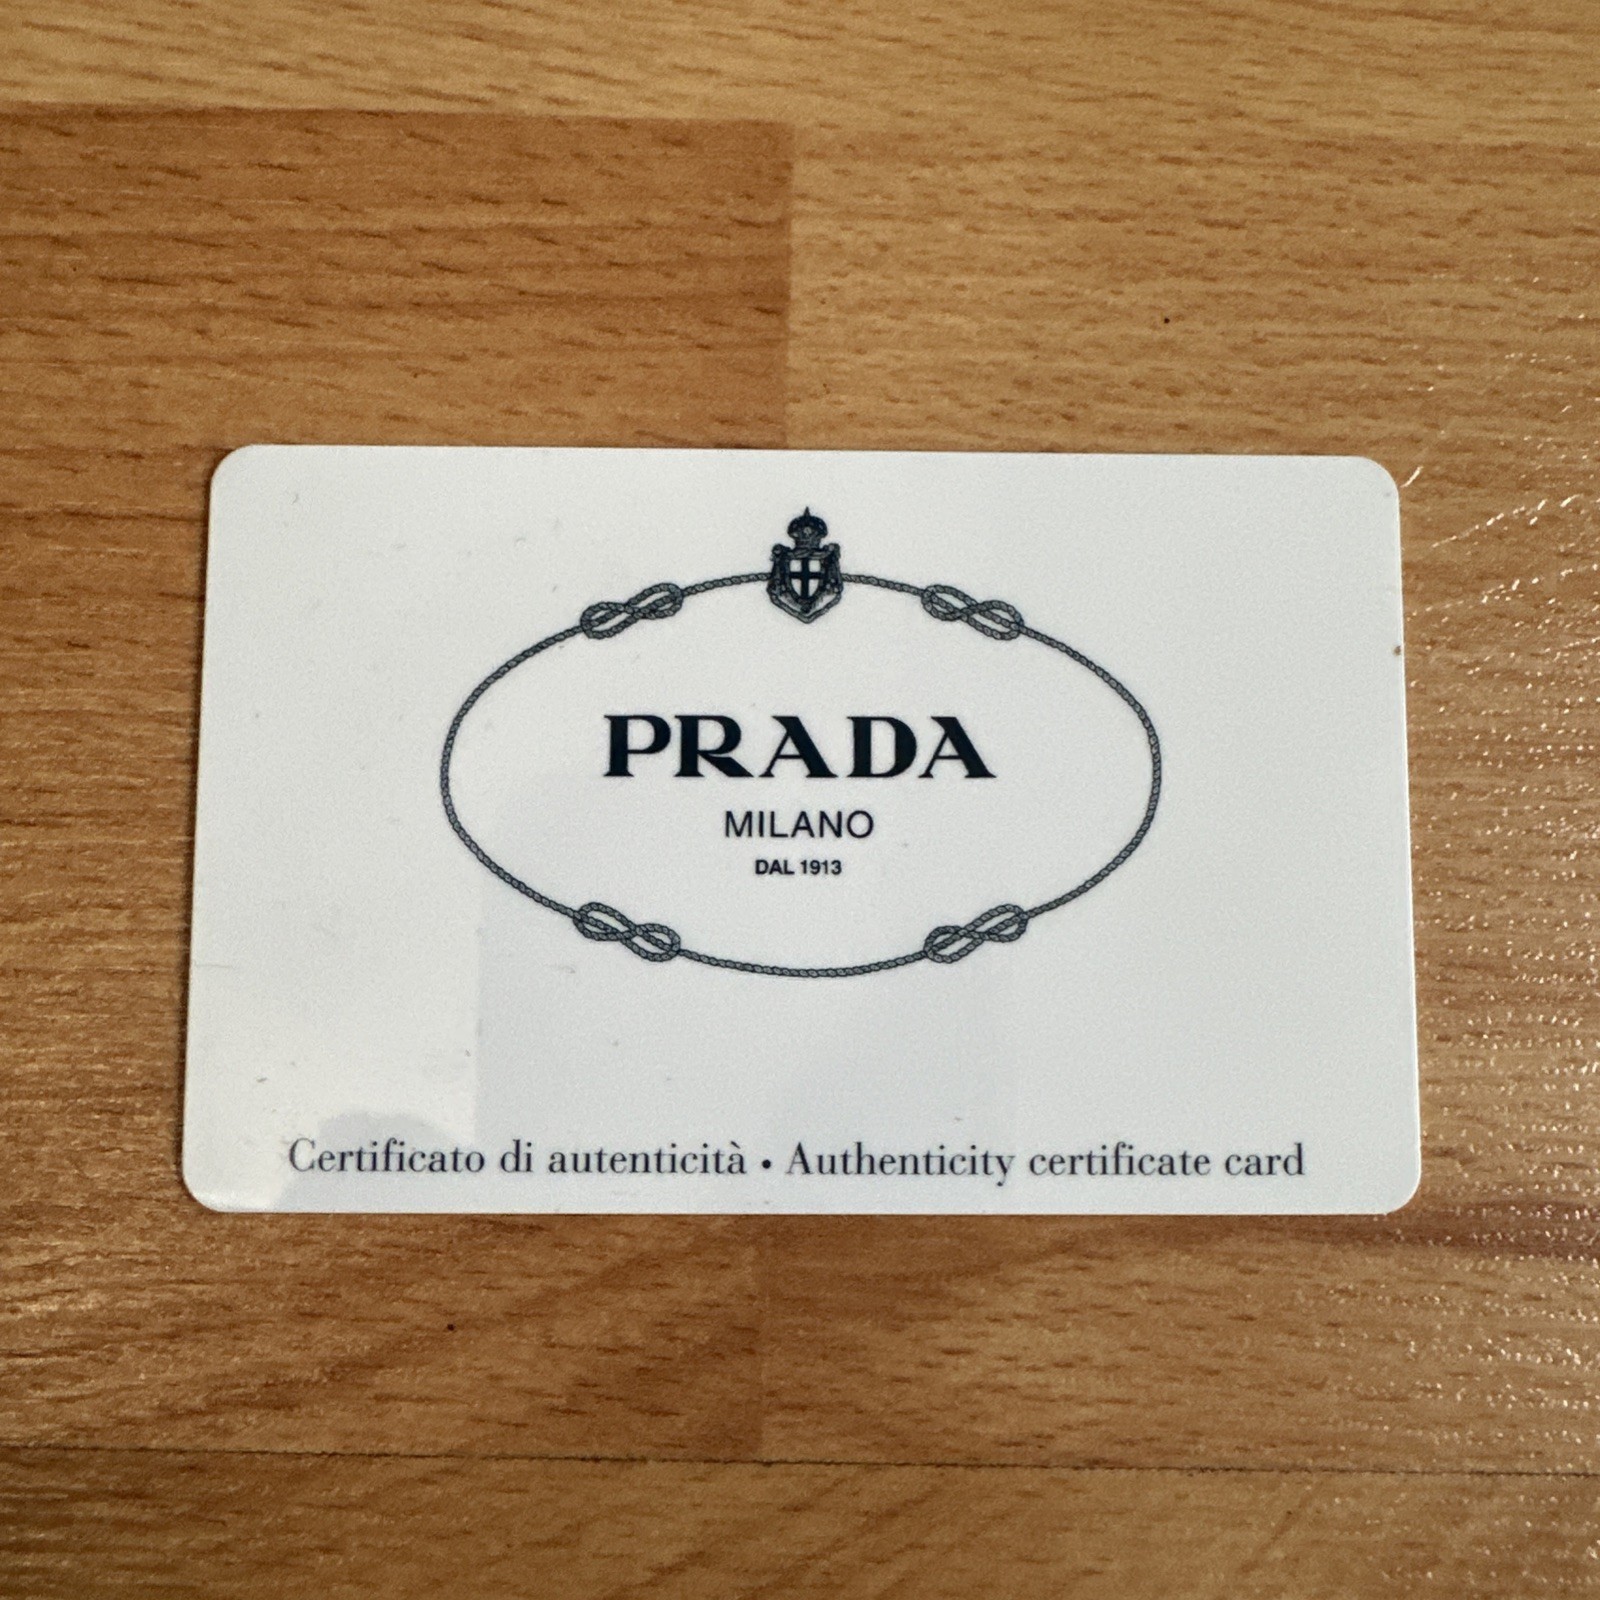 PRADA
MILANO
DAL 1913
Certificato di autenticità • Authenticity certificate card